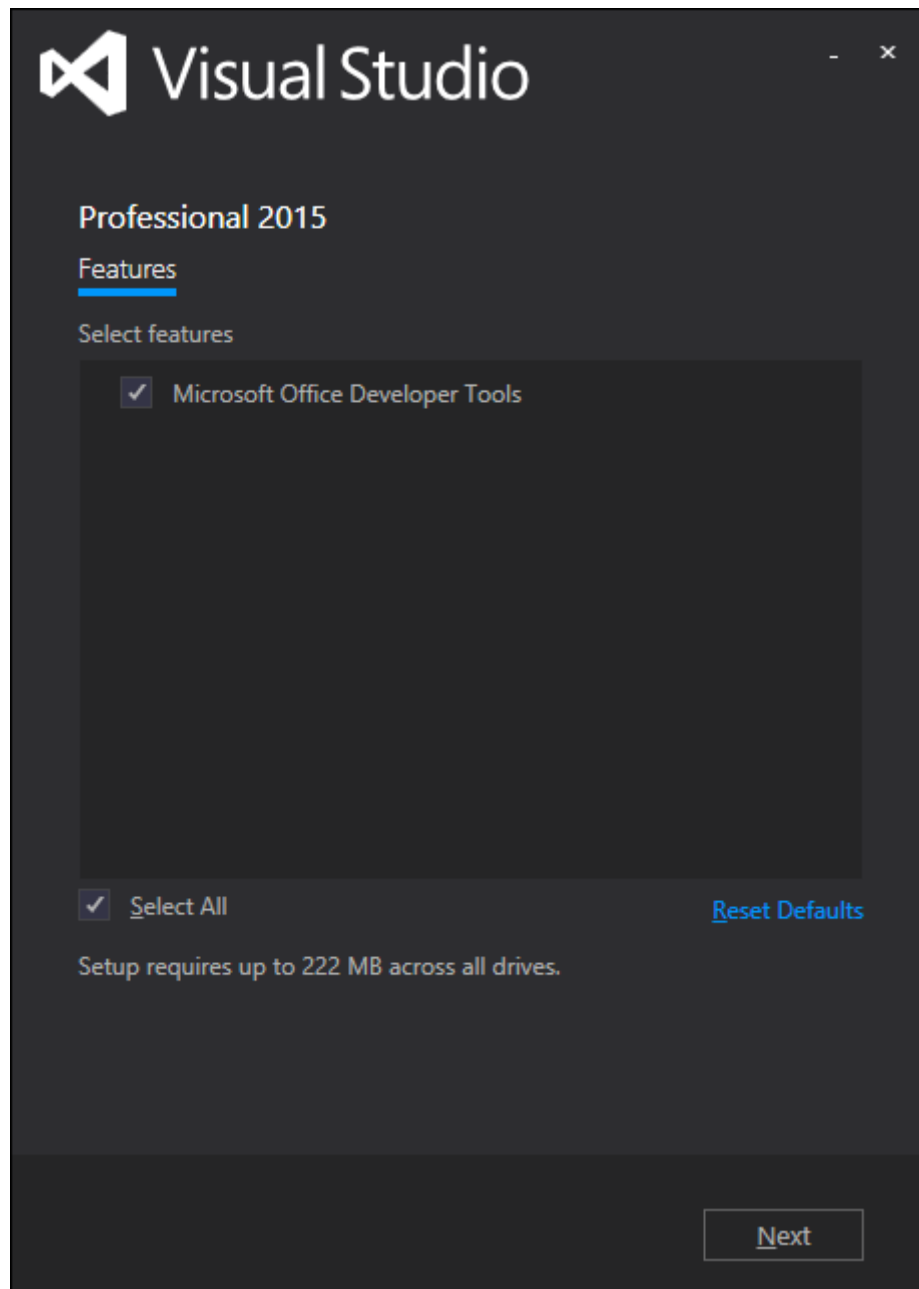 Visual Studio
Professional 2015
Features
Select features
Microsoft Office Developer Tools
Select All
Reset Defaults
Setup requires up to 222 MB across all drives.
Next